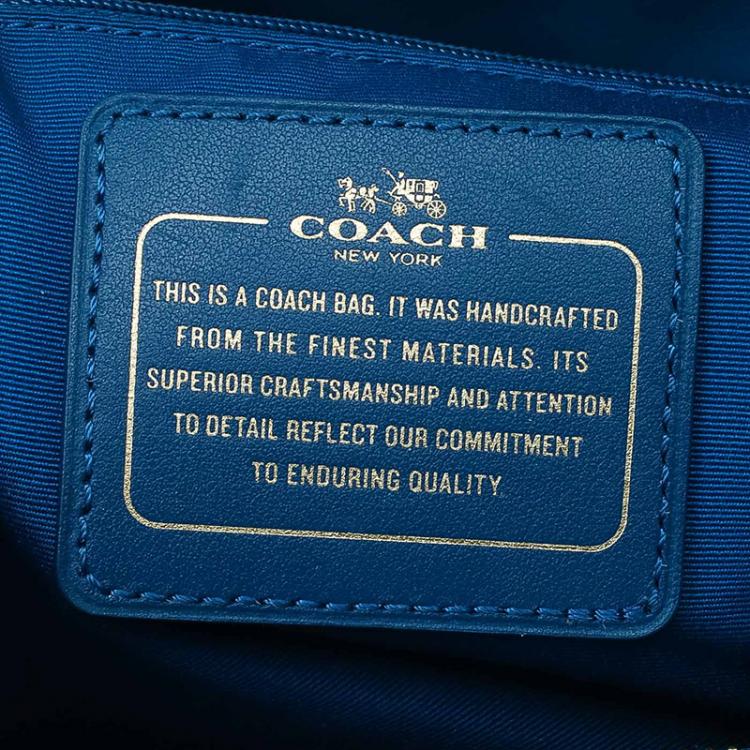 COACH
NEW YORK
THIS IS A COACH BAG. IT WAS HANDCRAFTED
FROM THE FINEST MATERIALS. ITS
SUPERIOR CRAFTSMANSHIP AND ATTENTION
TO DETAIL REFLECT OUR COMMITMENT
TO ENDURING QUALITY.